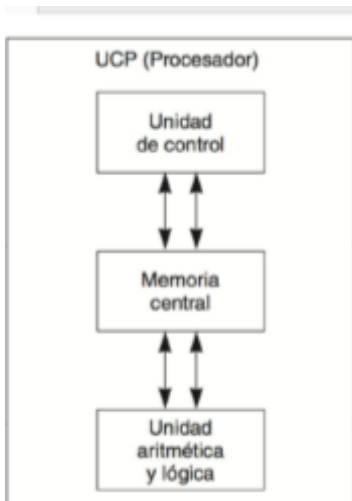 UCP (Procesador)
Unidad
de control
Memoria
central
Unidad
aritmética
y lógica